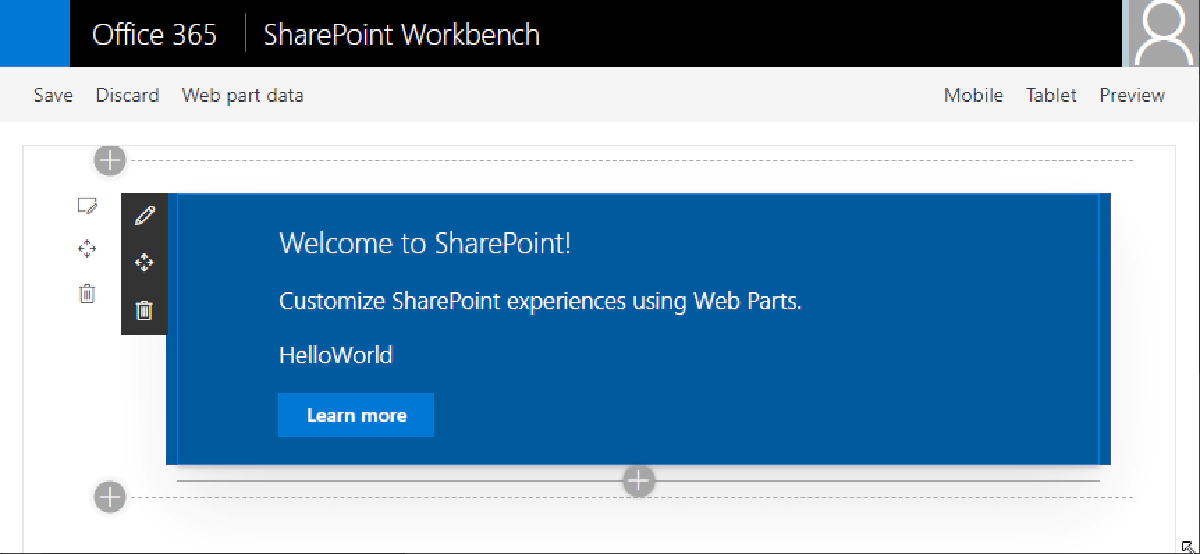 Office 365 SharePoint Workbench
Save Discard Web part data Mobile Tablet Preview
Welcome to SharePoint!
Customize SharePoint experiences using Web Parts.
HelloWorld
Learn more